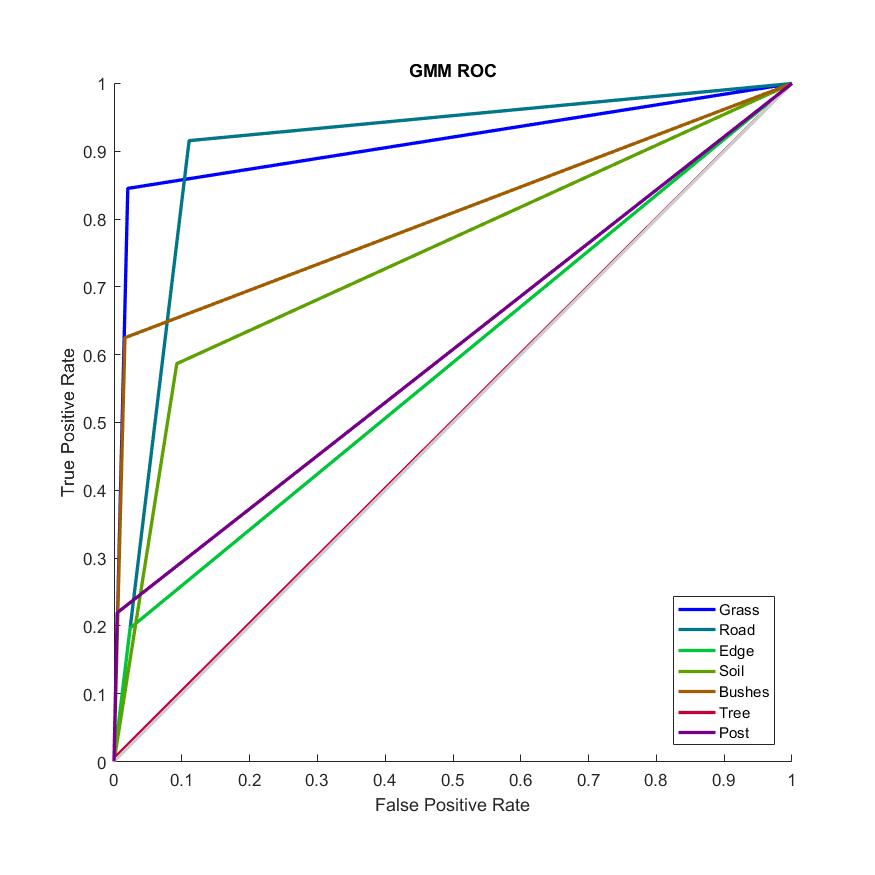 GMM ROC
1
0.9
0.8
0.7
0.6
0.5
0.4
0.3
0.2
0.1
0
True Positive Rate
0 0.1 0.2 0.3 0.4 0.5 0.6 0.7 0.8 0.9 1
False Positive Rate
Grass
Road
Edge
Soil
Bushes
Tree
Post